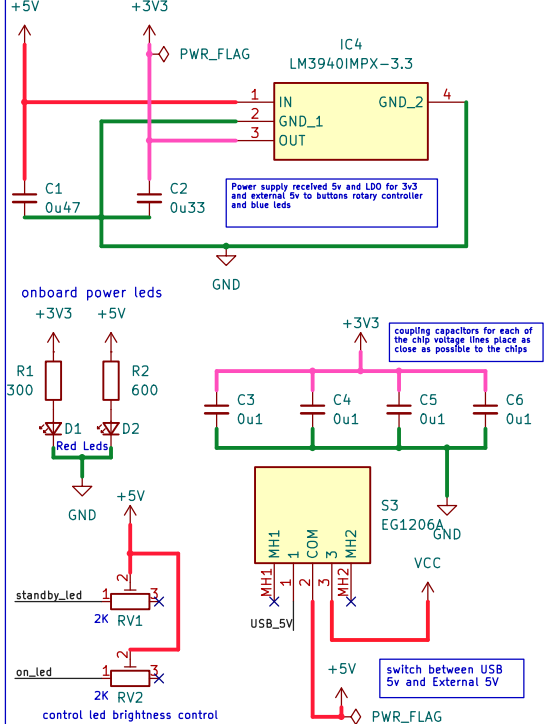 +5V
+3V3
PWR_FLAG
IC4
LM3940IMPX-3.3
1
IN
GND_2
4
2
GND_1
3
OUT
C1
0u47
C2
0u33
Power supply received 5v and LDO for 3v3
and external 5v to buttons rotary controller
and blue leds
GND
onboard power leds
+3V3
+5V
R1
300
R2
600
D1
D2
Red Leds
GND
+3V3
coupling capacitors for each of
the chip voltage lines place as
close as possible to the chips
C3
0u1
C4
0u1
C5
0u1
C6
0u1
GND
S3
EG1206A
MH1
1
COM
3
MH2
MH1
1
2
3
MH2
USB_5V
VCC
+5V
PWR_FLAG
switch between USB
5v and External 5V
+5V
standby_led
1
2
3
2K
RV1
on_led
1
2
3
2K
RV2
control led brightness control